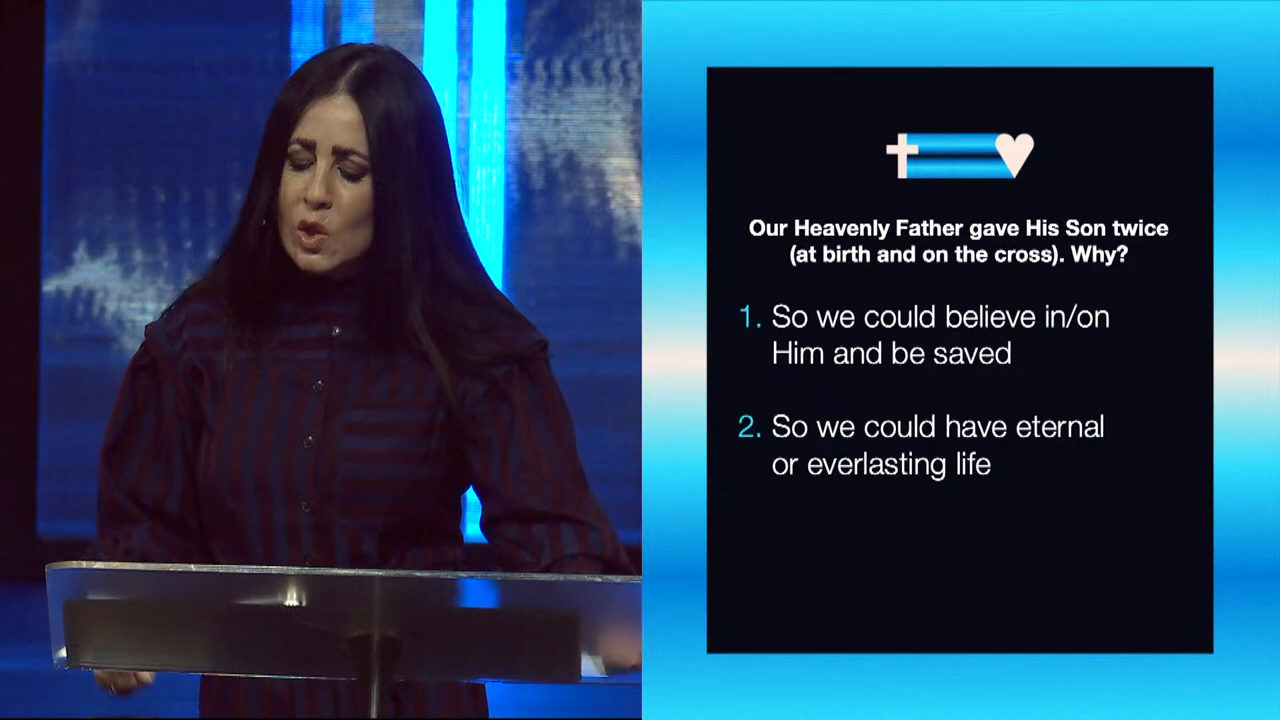 Our Heavenly Father gave His Son twice
(at birth and on the cross). Why?
1. So we could believe in/on
Him and be saved
2. So we could have eternal
or everlasting life